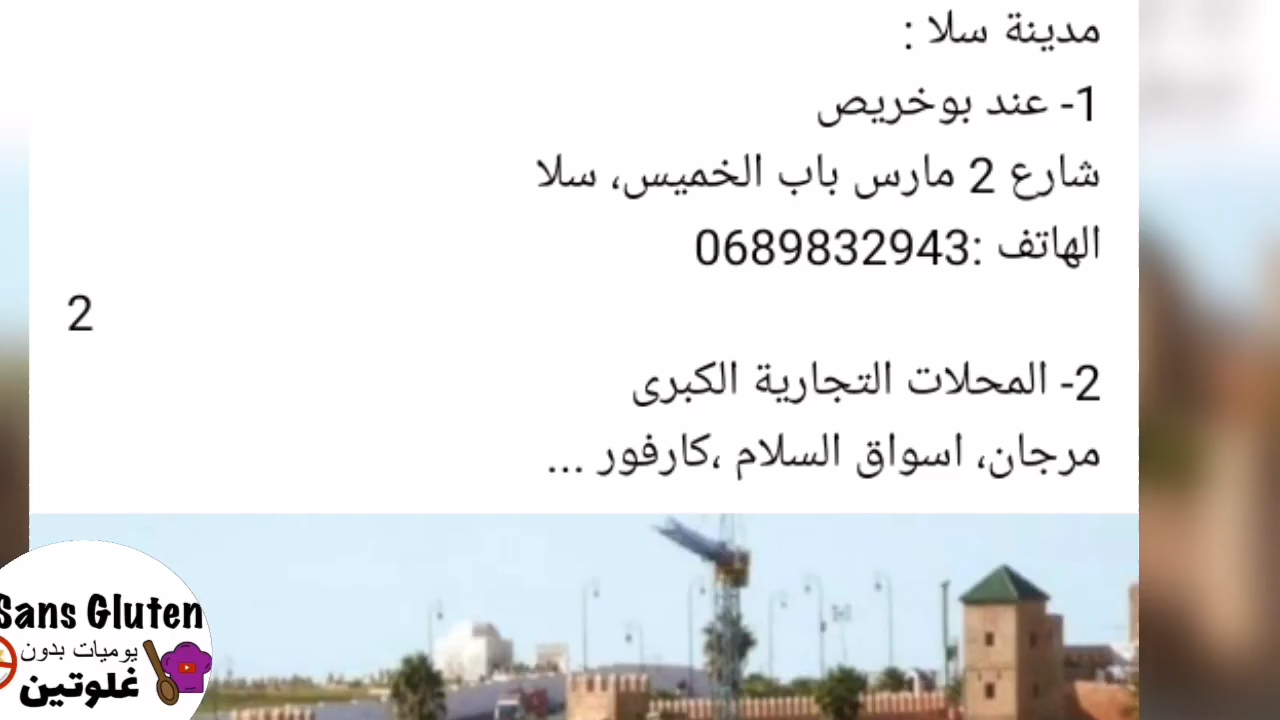 مدينة سلا :
1- عند بوخريص
شارع 2 مارس باب الخميس، سلا
الهاتف :0689832943
2
2- المحلات التجارية الكبرى
مرجان، اسواق السلام ،كارفور ...
Sans Gluten
يوميات بدون
غلوتين